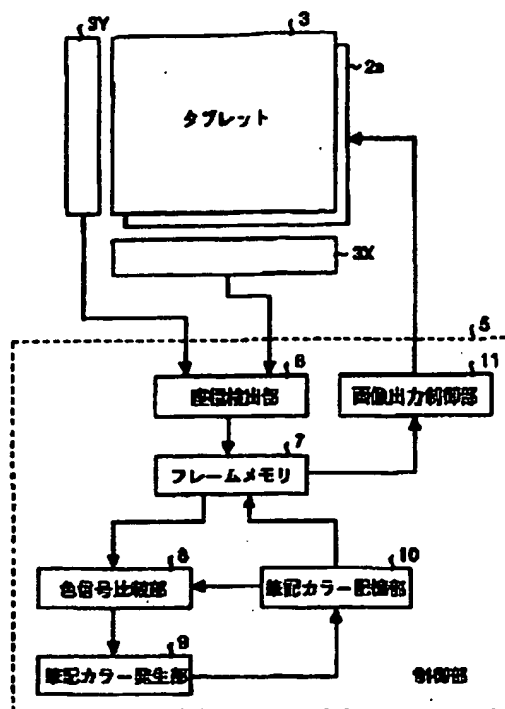 3Y
3
2a
タブレット
3X
5
6
11
座標検出部
画像出力制御部
7
フレームメモリ
8
10
色信号比較部
筆記カラー記憶部
9
筆記カラー発生部
制御部